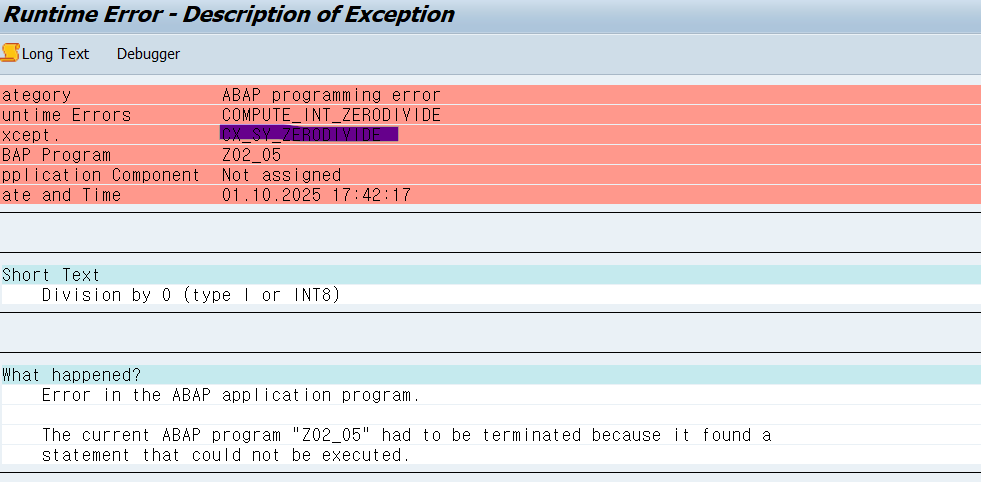 Runtime Error - Description of Exception
Long Text Debugger
ategory ABAP programming error
untime Errors COMPUTE_INT_ZERODIVIDE
xcept. CX_SY_ZERODIVIDE
BAP Program Z02_05
pplication Component Not assigned
ate and Time 01.10.2025 17:42:17
Short Text
Division by 0 (type I or INT8)
What happened?
Error in the ABAP application program.
The current ABAP program "Z02_05" had to be terminated because it found a
statement that could not be executed.